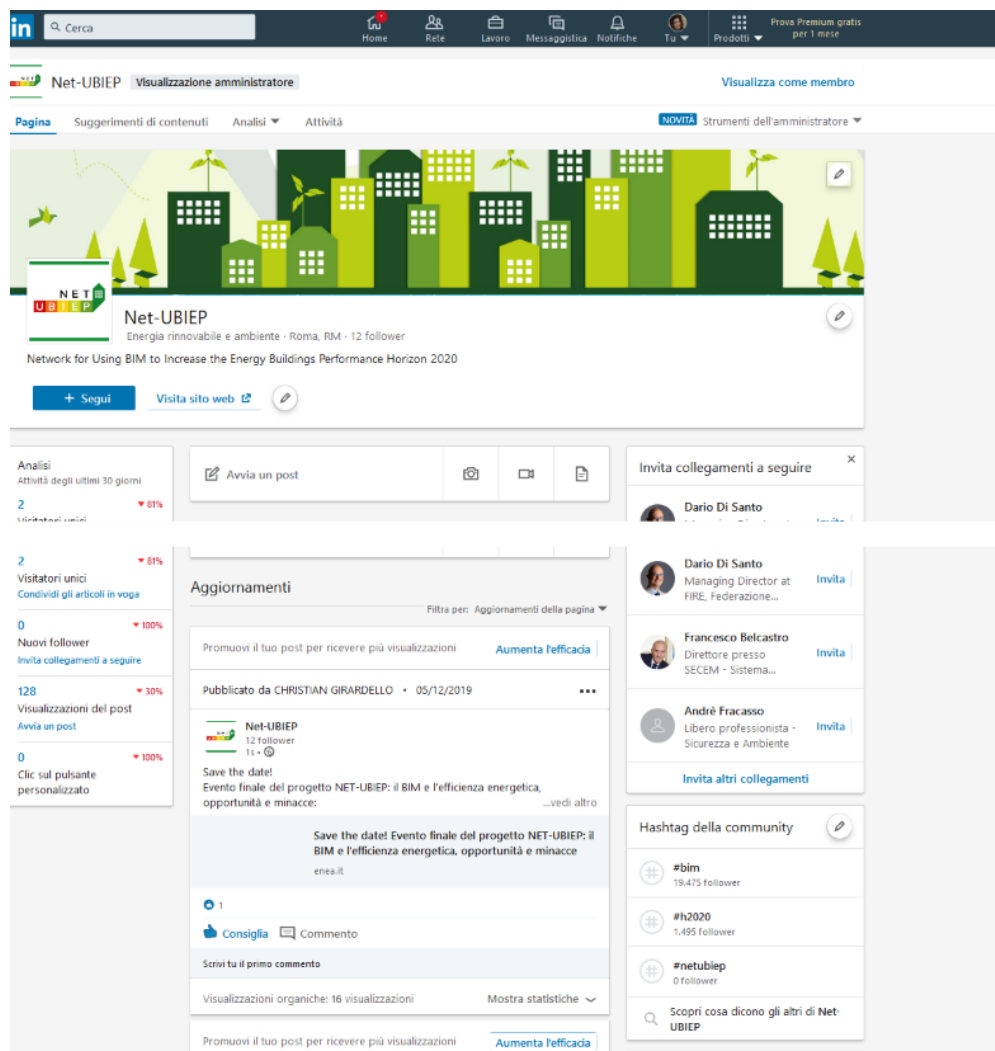 in
Cerca
Home
Rete
Lavoro
Messaggistica
Notifiche
Tu
Prodotti
Prova Premium gratis
per 1 mese
Net-UBIEP
Visualizzazione amministratore
Visualizza come membro
Pagina
Suggerimenti di contenuti
Analisi
Attività
NOVITÀ Strumenti dell'amministratore
NET
UBIEP
Net-UBIEP
Energia rinnovabile e ambiente · Roma, RM · 12 follower
Network for Using BIM to Increase the Energy Buildings Performance Horizon 2020
+ Segui
Visita sito web
Analisi
Attività degli ultimi 30 giorni
2 81%
Visitatori unici
Avvia un post
Invita collegamenti a seguire
Dario Di Santo
2 81%
Visitatori unici
Condividi gli articoli in voga
0 100%
Nuovi follower
Invita collegamenti a seguire
128 30%
Visualizzazioni del post
Avvia un post
0 100%
Clic sul pulsante
personalizzato
Aggiornamenti
Filtra per: Aggiornamenti della pagina
Promuovi il tuo post per ricevere più visualizzazioni
Aumenta l'efficacia
Pubblicato da CHRISTIAN GIRARDELLO • 05/12/2019
Net-UBIEP
12 follower
1s •
Save the date!
Evento finale del progetto NET-UBIEP: il BIM e l'efficienza energetica,
opportunità e minacce: ...vedi altro
Save the date! Evento finale del progetto NET-UBIEP: il
BIM e l'efficienza energetica, opportunità e minacce
enea.it
1
Consiglia
Commento
Scrivi tu il primo commento
Visualizzazioni organiche: 16 visualizzazioni
Mostra statistiche
Promuovi il tuo post per ricevere più visualizzazioni
Aumenta l'efficacia
Dario Di Santo
Managing Director at
FIRE, Federazione...
Invita
Francesco Belcastro
Direttore presso
SECEM - Sistema...
Invita
Andrè Fracasso
Libero professionista -
Sicurezza e Ambiente
Invita
Invita altri collegamenti
Hashtag della community
#bim
19.475 follower
#h2020
1.495 follower
#netubiep
0 follower
Scopri cosa dicono gli altri di Net-
UBIEP